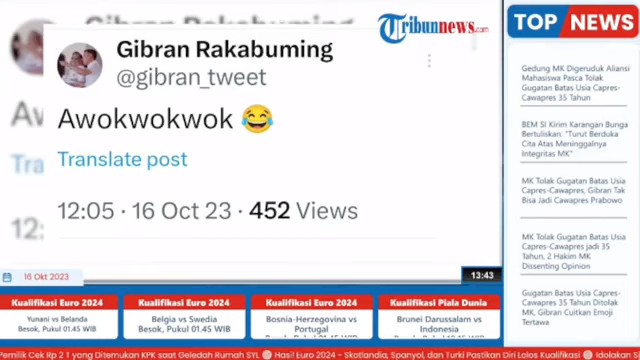 Tribunnews.com
Gibran Rakabuming
@gibran_tweet
Awokwokwok 😂
Translate post
12:05 · 16 Oct 23 · 452 Views
TOP NEWS
Gedung MK Digeruduk Aliansi
Mahasiswa Pasca Tolak
Gugatan Batas Usia Capres-
Cawapres 35 Tahun
BEM SI Kirim Karangan Bunga
Bertuliskan: "Turut Berduka
Cita Atas Meninggalnya
Integritas MK"
MK Tolak Gugatan Batas Usia
Capres-Cawapres, Gibran Tak
Bisa Jadi Cawapres Prabowo
MK Tolak Gugatan Batas Usia
Capres-Cawapres jadi 35
Tahun, 2 Hakim MK
Dissenting Opinion
Gugatan Batas Usia Capres-
Cawapres 35 Tahun Ditolak
MK, Gibran Cuitkan Emoji
Tertawa
16 Okt 2023
13:43
Kualifikasi Euro 2024
Yunani vs Belanda
Besok, Pukul 01.45 WIB
Kualifikasi Euro 2024
Belgia vs Swedia
Besok, Pukul 01.45 WIB
Kualifikasi Euro 2024
Bosnia-Herzegovina vs
Portugal
Kualifikasi Piala Dunia
Brunei Darussalam vs
Indonesia
Pemilik Cek Rp 2 T yang Ditemukan KPK saat Geledah Rumah SYL Hasil Euro 2024 - Skotlandia, Spanyol, dan Turki Pastikan Diri Lolos Kualifikasi